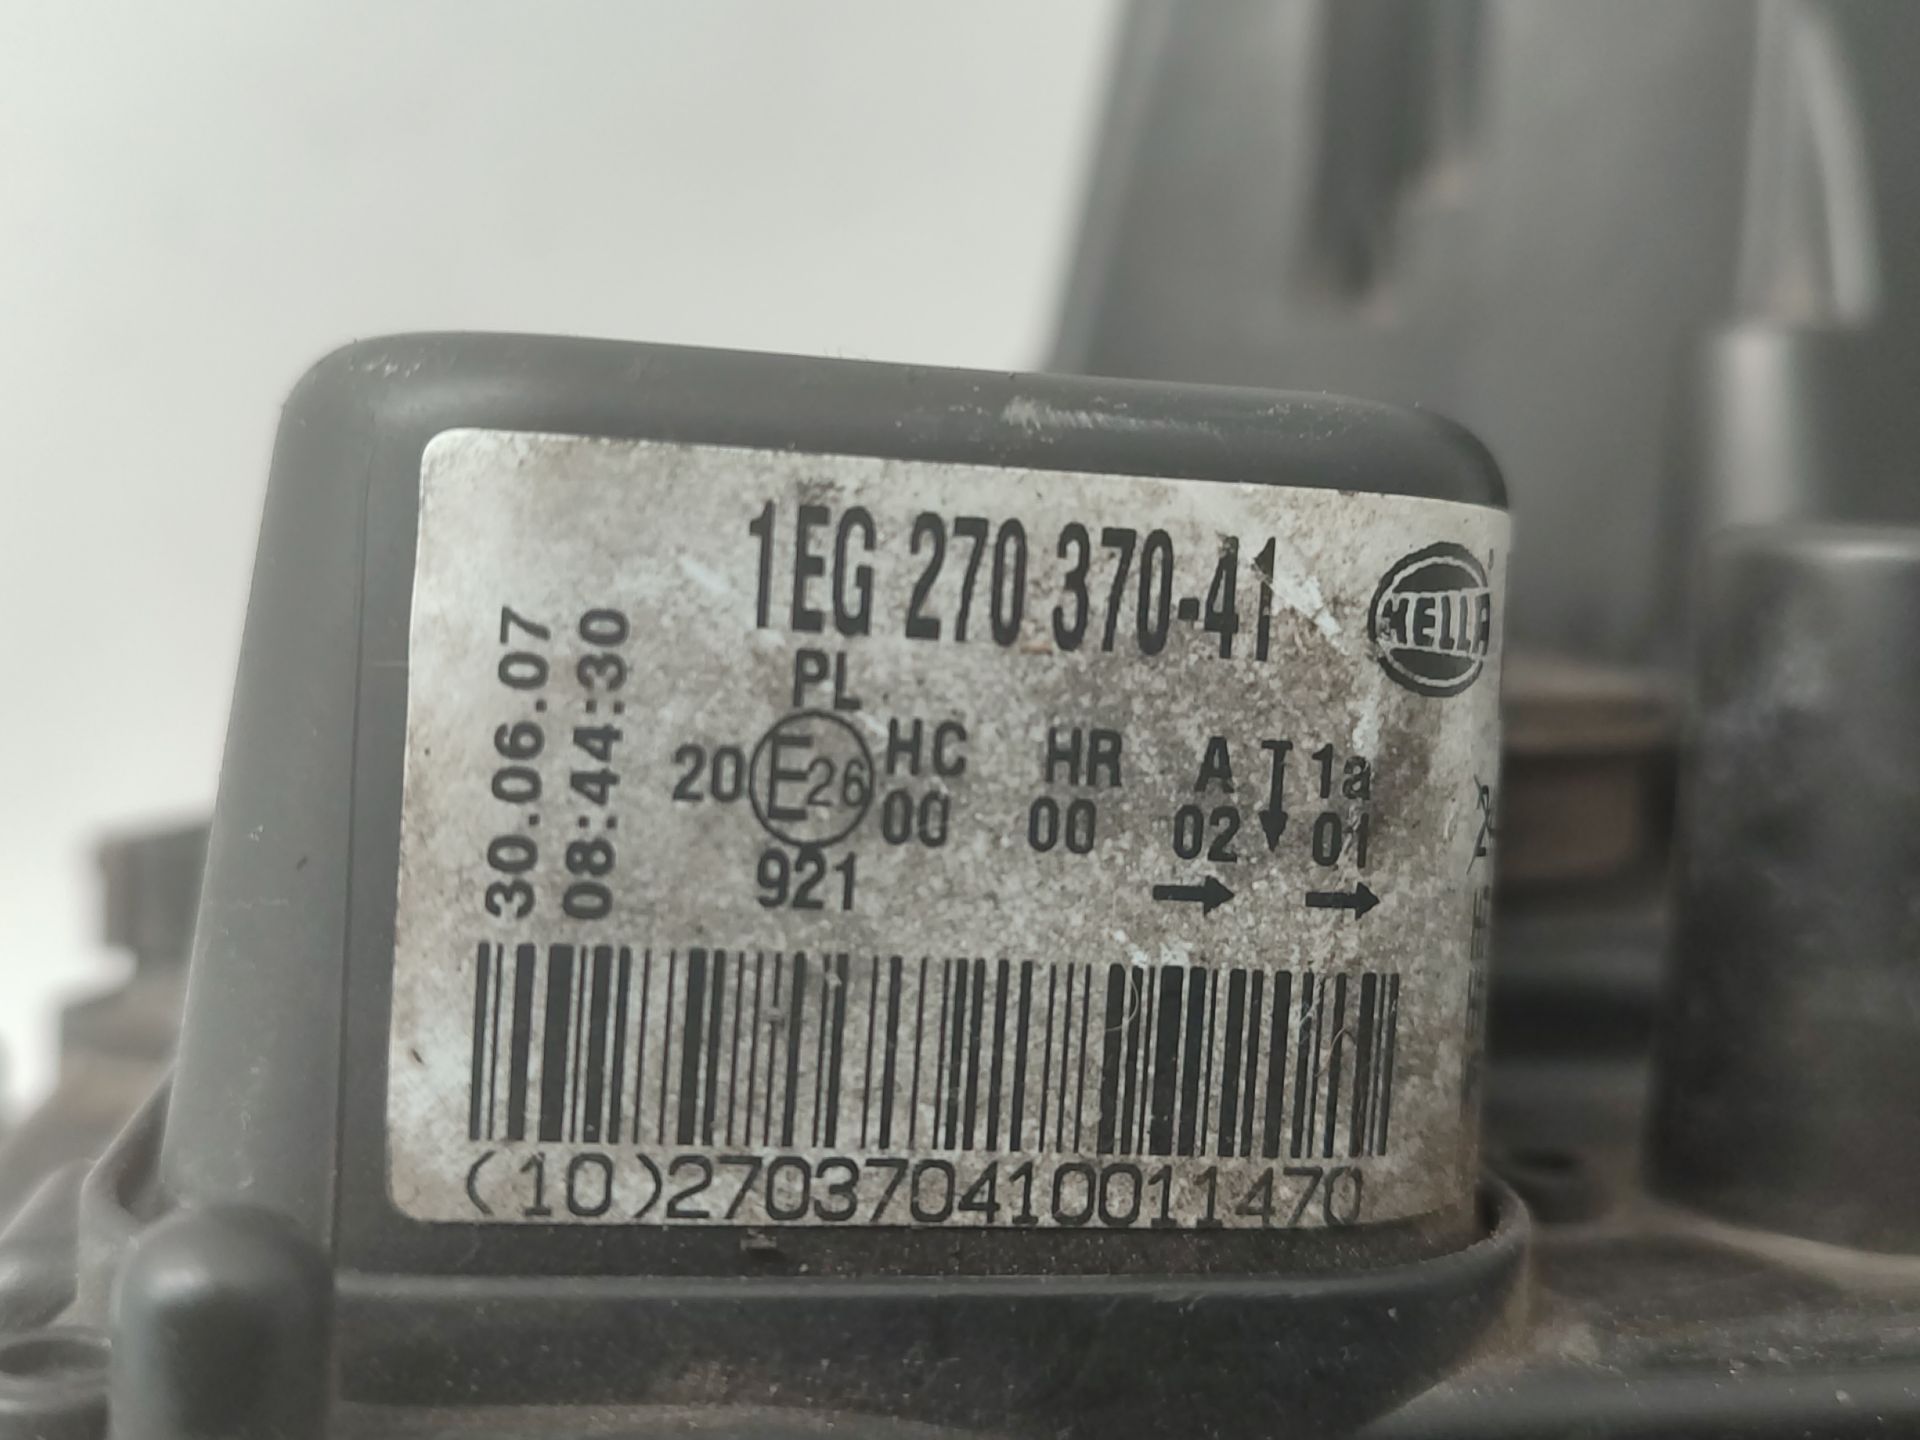 1EG 270 370-41
HELLA
PL
30.06.07
08:44:30
20 E26 HC HR A 1a
00 00 02 01
921
(10)270370410011470